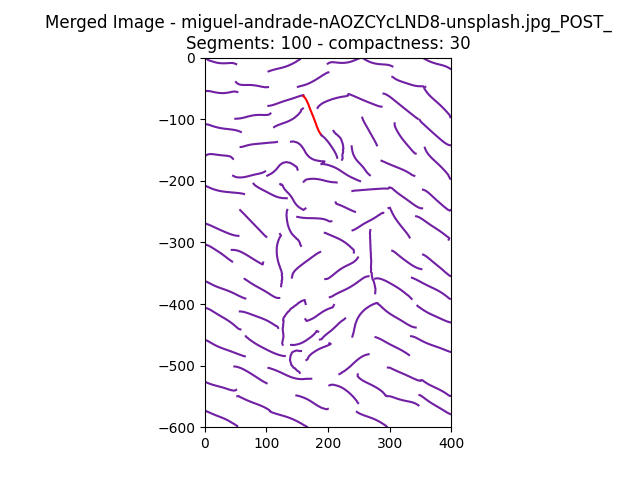 Merged Image - miguel-andrade-nAOZCYcLND8-unsplash.jpg_POST_
Segments: 100 - compactness: 30
0
−100
−200
−300
−400
−500
−600
0 100 200 300 400